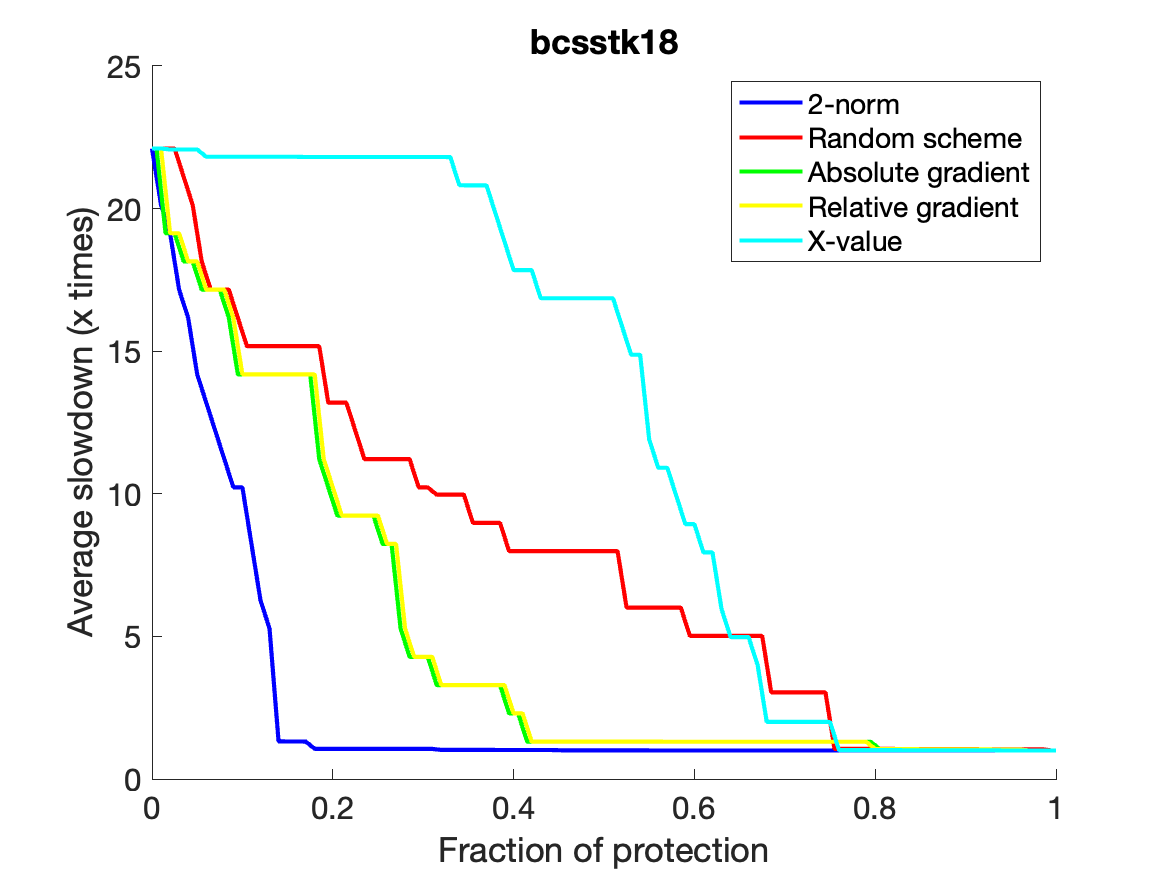 bcsstk18
25
20
15
10
5
0
Average slowdown (x times)
2-norm
Random scheme
Absolute gradient
Relative gradient
X-value
0
0.2
0.4
0.6
0.8
1
Fraction of protection